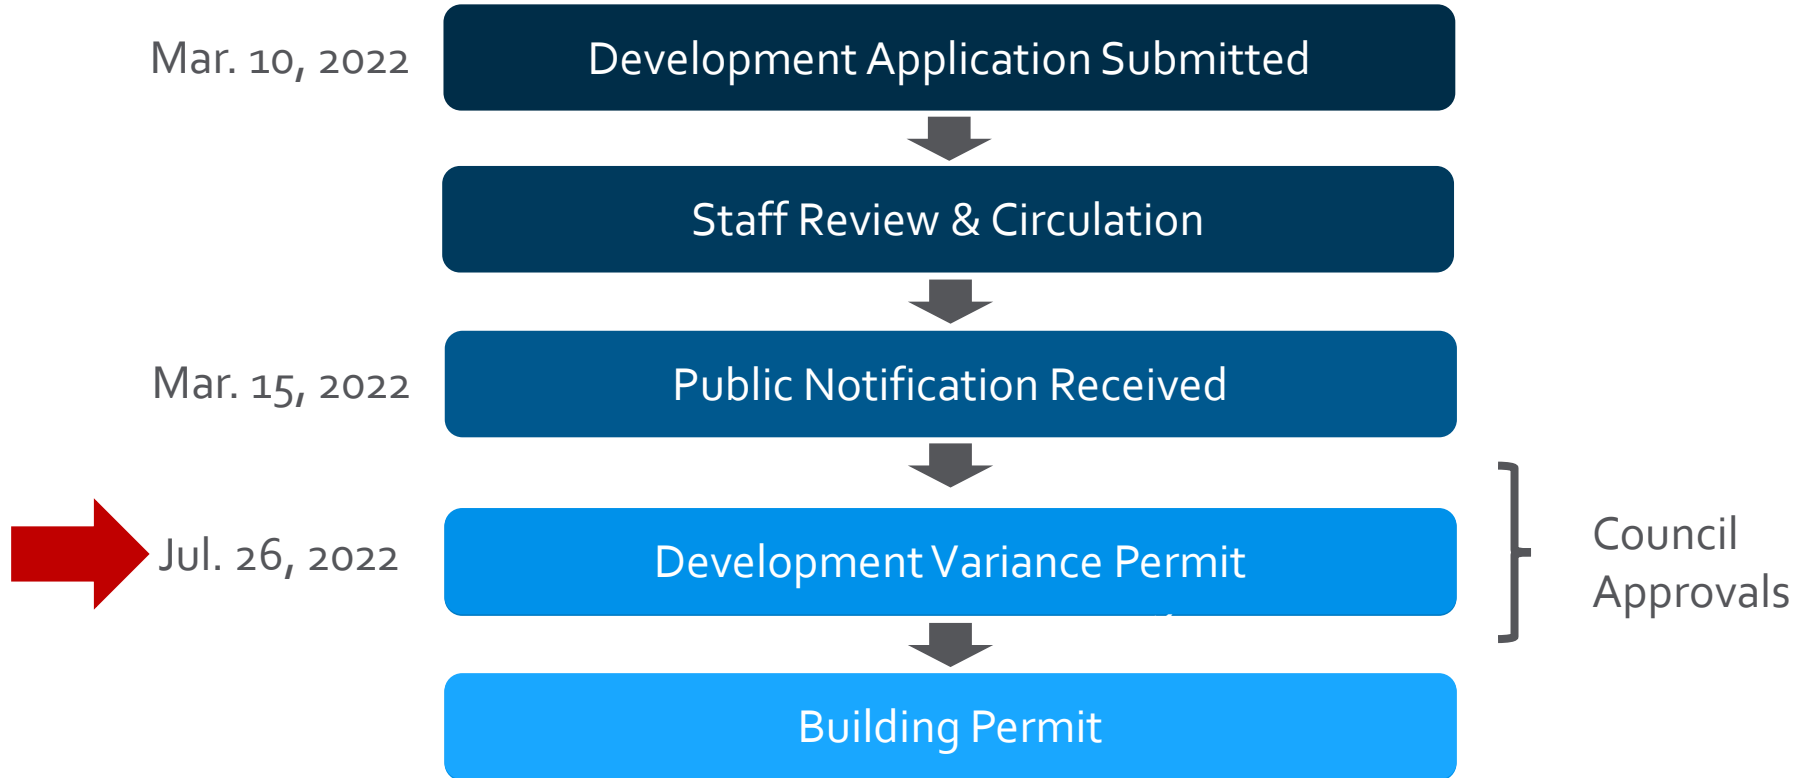 Mar. 10, 2022
Development Application Submitted
Staff Review & Circulation
Mar. 15, 2022
Public Notification Received
Jul. 26, 2022
Development Variance Permit
Council
Approvals
Building Permit